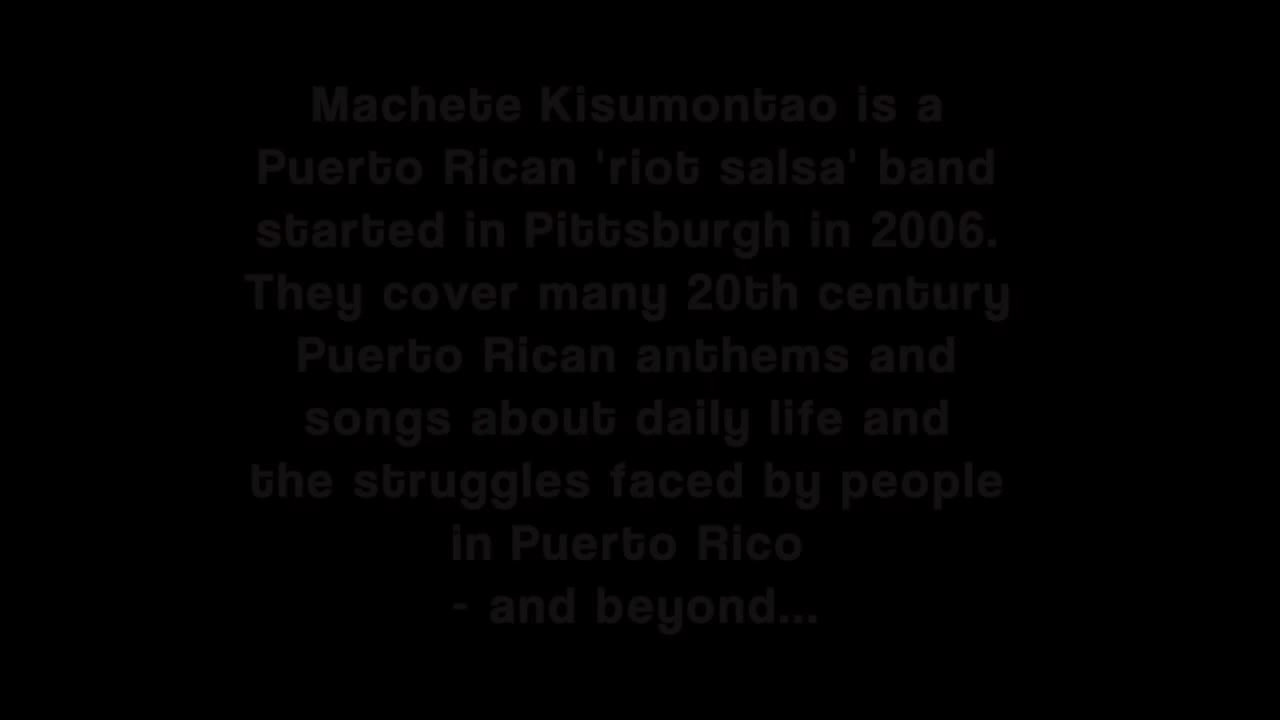 Machete Kisumontao is a
Puerto Rican 'riot salsa' band
started in Pittsburgh in 2006.
They cover many 20th century
Puerto Rican anthems and
songs about daily life and
the struggles faced by people
in Puerto Rico
- and beyond...